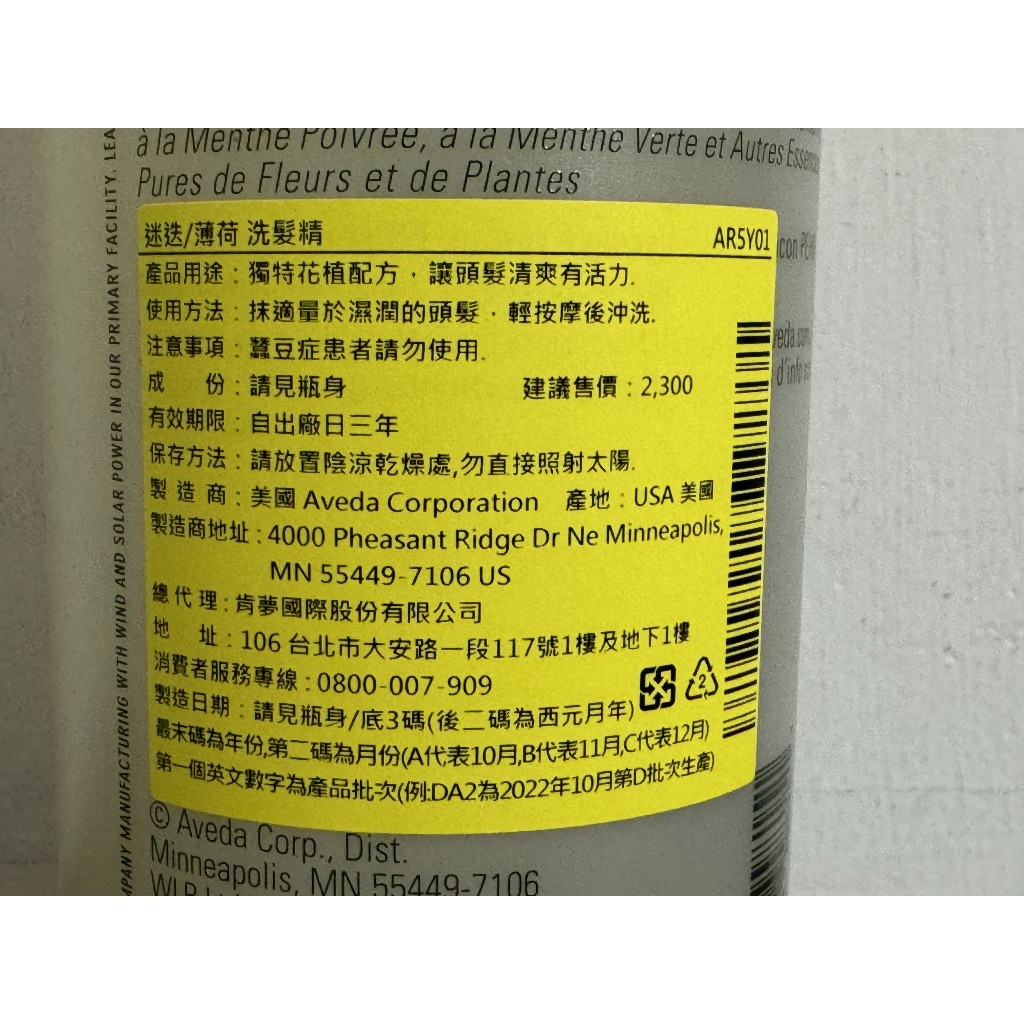 à la Menthe Poivrée, à la Menthe Verte et Autres
Pures de Fleurs et de Plantes
迷迭/薄荷 洗髮精 AR5Y01
產品用途：獨特花植配方，讓頭髮清爽有活力.
使用方法：抹適量於濕潤的頭髮，輕按摩後沖洗.
注意事項：蠶豆症患者請勿使用.
成 份：請見瓶身 建議售價：2,300
有效期限：自出廠日三年
保存方法：請放置陰涼乾燥處,勿直接照射太陽.
製 造 商：美國 Aveda Corporation 產地：USA 美國
製造商地址：4000 Pheasant Ridge Dr Ne Minneapolis,
MN 55449-7106 US
總 代 理：肯夢國際股份有限公司
地 址：106 台北市大安路一段117號1樓及地下1樓
消費者服務專線：0800-007-909
製造日期：請見瓶身/底3碼(後二碼為西元月年)
最末碼為年份,第二碼為月份(A代表10月,B代表11月,C代表12月)
第一個英文數字為產品批次(例:DA2為2022年10月第D批次生產)
2
© Aveda Corp., Dist.
Minneapolis, MN 55449-7106
MANUFACTURING WITH WIND AND SOLAR POWER IN OUR PRIMARY FACILITY.